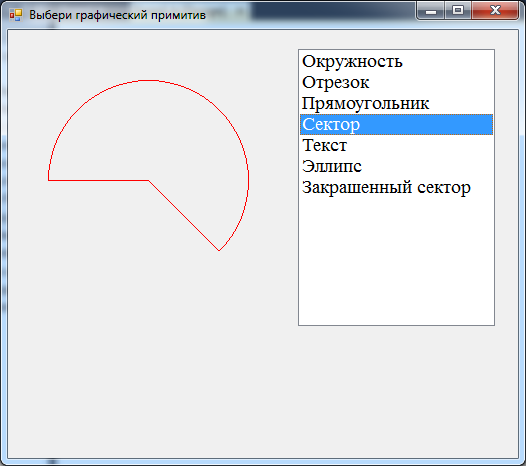 Выбери графический примитив
Окружность
Отрезок
Прямоугольник
Сектор
Текст
Эллипс
Закрашенный сектор